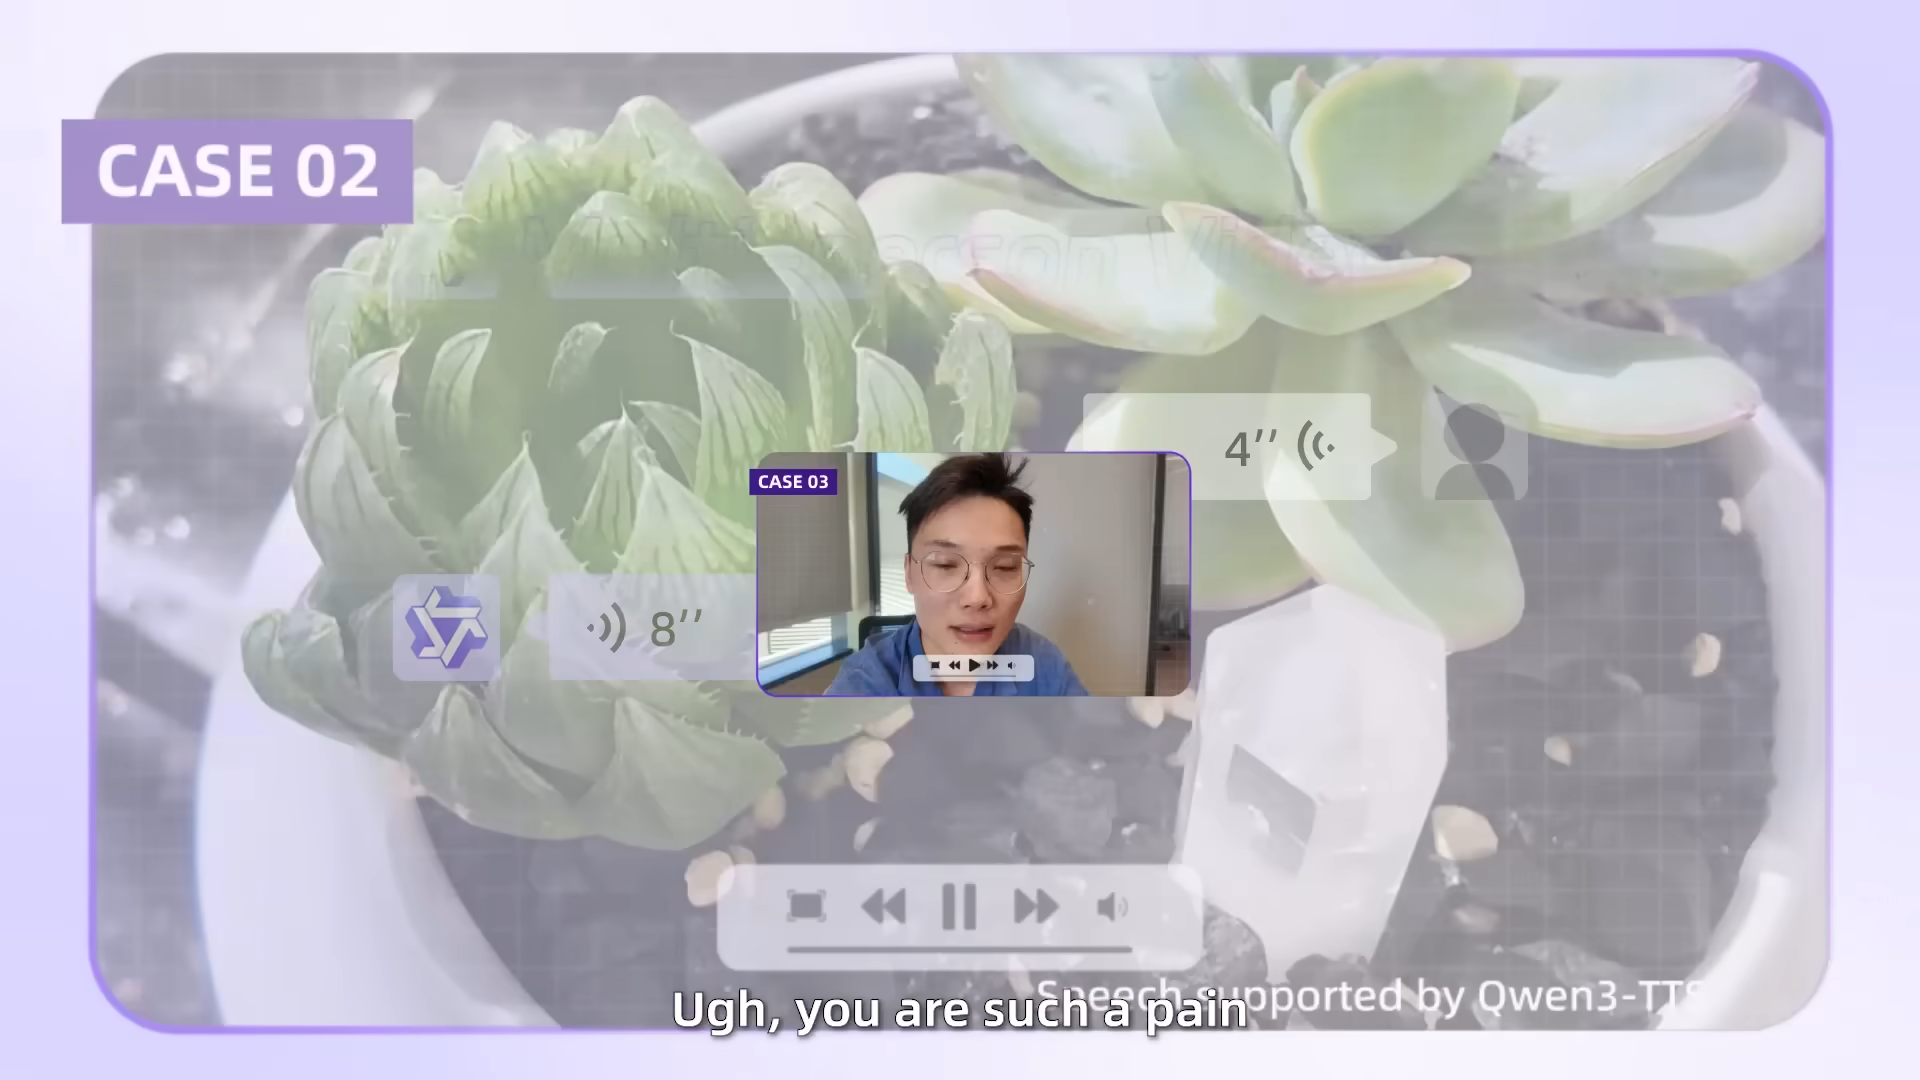 CASE 02
4’’
CASE 03
8’’
Speech supported by Qwen3-TTS
Ugh, you are such a pain